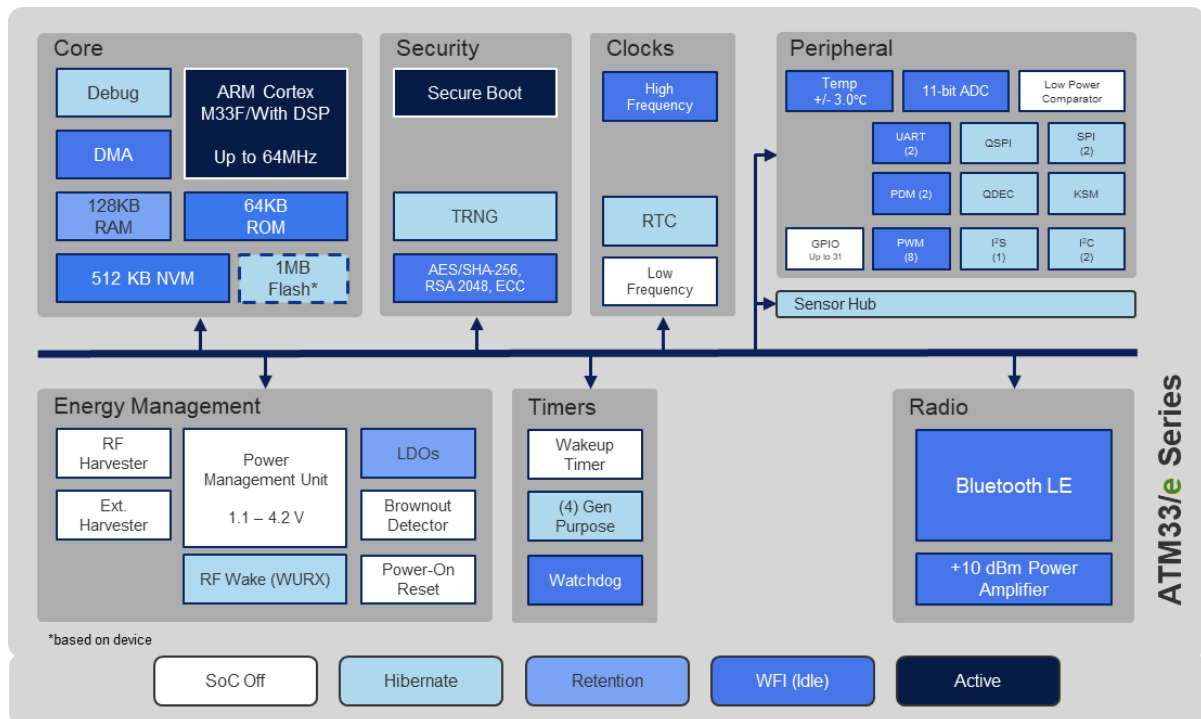 Core
Debug
ARM Cortex
M33F/With DSP
Up to 64MHz
DMA
128KB
RAM
64KB
ROM
512 KB NVM
1MB
Flash*
Security
Secure Boot
TRNG
AES/SHA-256,
RSA 2048, ECC
Clocks
High
Frequency
RTC
Low
Frequency
Peripheral
Temp
+/- 3.0℃
11-bit ADC
Low Power
Comparator
UART
(2)
QSPI
SPI
(2)
PDM (2)
QDEC
KSM
GPIO
Up to 31
PWM
(8)
I²S
(1)
I²C
(2)
Sensor Hub
Energy Management
RF
Harvester
Power
Management Unit
1.1 – 4.2 V
LDOs
Ext.
Harvester
Brownout
Detector
RF Wake (WURX)
Power-On
Reset
Timers
Wakeup
Timer
(4) Gen
Purpose
Watchdog
Radio
Bluetooth LE
+10 dBm Power
Amplifier
ATM33/e Series
*based on device
SoC Off
Hibernate
Retention
WFI (Idle)
Active